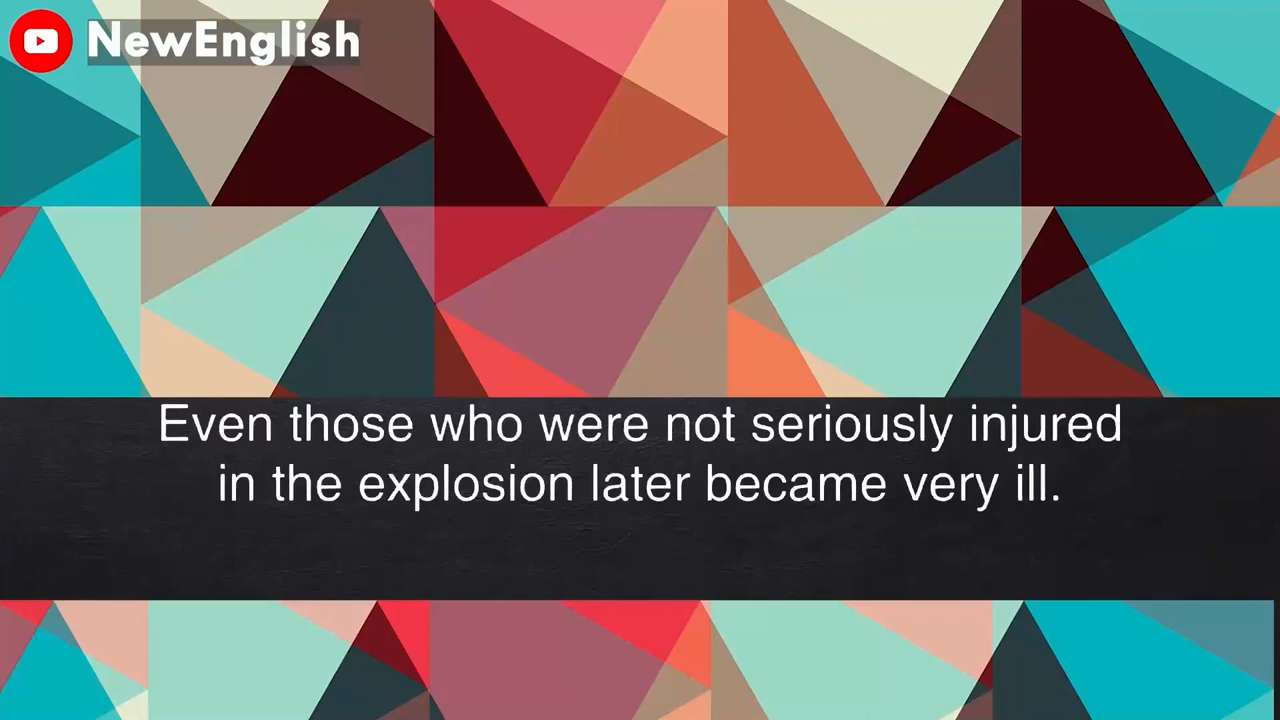 NewEnglish
Even those who were not seriously injured
in the explosion later became very ill.